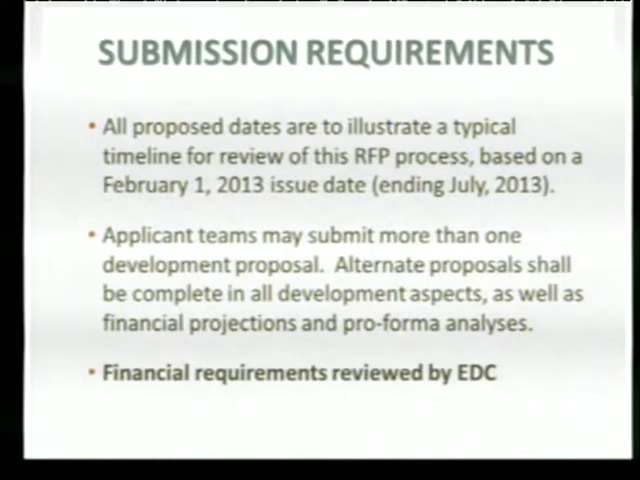 SUBMISSION REQUIREMENTS
• All proposed dates are to illustrate a typical
timeline for review of this RFP process, based on a
February 1, 2013 issue date (ending July, 2013).
• Applicant teams may submit more than one
development proposal. Alternate proposals shall
be complete in all development aspects, as well as
financial projections and pro-forma analyses.
• Financial requirements reviewed by EDC